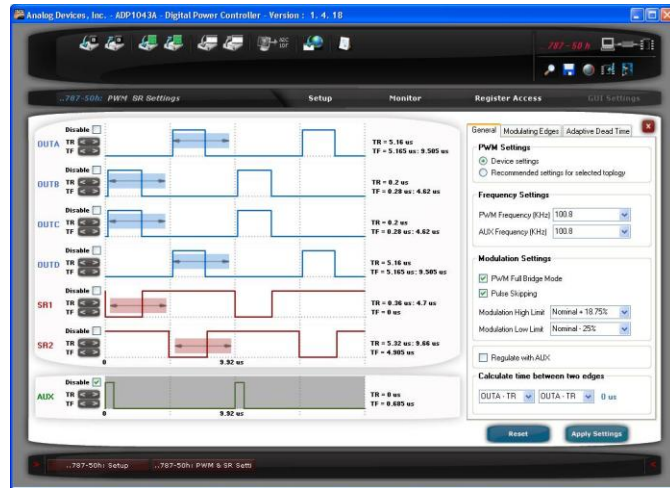 Analog Devices, Inc. - ADP1043A - Digital Power Controller - Version : 1. 4. 18
787-50 h
..787-50h: PWM SR Settings
Setup
Monitor
Register Access
GUI Settings
OUTA
Disable
TR < >
TF < >
TR = 5.16 us
TF = 5.165 us: 9.505 us
OUTB
Disable
TR < >
TF < >
TR = 0.2 us
TF = 0.28 us: 4.62 us
OUTC
Disable
TR < >
TF < >
TR = 0.2 us
TF = 0.28 us: 4.62 us
OUTD
Disable
TR < >
TF < >
TR = 5.16 us
TF = 5.165 us: 9.505 us
SR1
Disable
TR < >
TF < >
TR = 0.36 us: 4.7 us
TF = 0 us
SR2
Disable
TR < >
TF < >
TR = 5.32 us: 9.66 us
TF = 4.905 us
0
9.92 us
AUX
Disable
TR < >
TF < >
TR = 0 us
TF = 0.605 us
0
9.92 us
General
Modulating Edges
Adaptive Dead Time
PWM Settings
Device settings
Recommended settings for selected toplogy
Frequency Settings
PWM Frequency (KHz) 100.8
AUX Frequency (KHz) 100.8
Modulation Settings
PWM Full Bridge Mode
Pulse Skipping
Modulation High Limit Nominal + 18.75%
Modulation Low Limit Nominal - 25%
Regulate with AUX
Calculate time between two edges
OUTA - TR OUTA - TR 0 us
Reset
Apply Settings
..787-50h: Setup
..787-50h: PWM & SR Setti